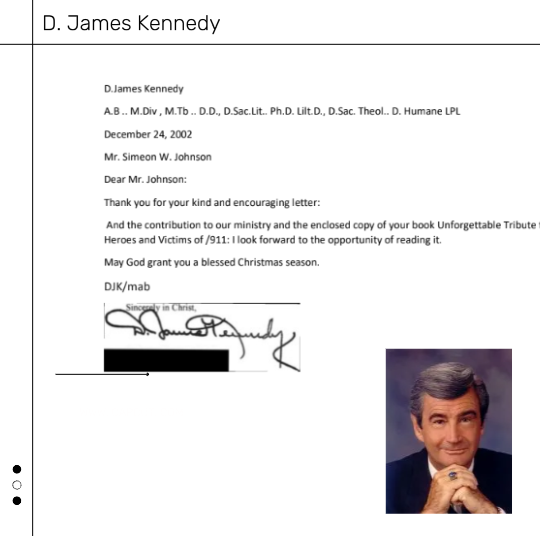 D. James Kennedy
D.James Kennedy
A.B .. M.Div , M.Tb .. D.D., D.Sac.Lit.. Ph.D. Lilt.D., D.Sac. Theol.. D. Humane LPL
December 24, 2002
Mr. Simeon W. Johnson
Dear Mr. Johnson:
Thank you for your kind and encouraging letter:
And the contribution to our ministry and the enclosed copy of your book Unforgettable Tribute
Heroes and Victims of /911: I look forward to the opportunity of reading it.
May God grant you a blessed Christmas season.
DJK/mab
Sincerely in Christ,
D. James Kennedy